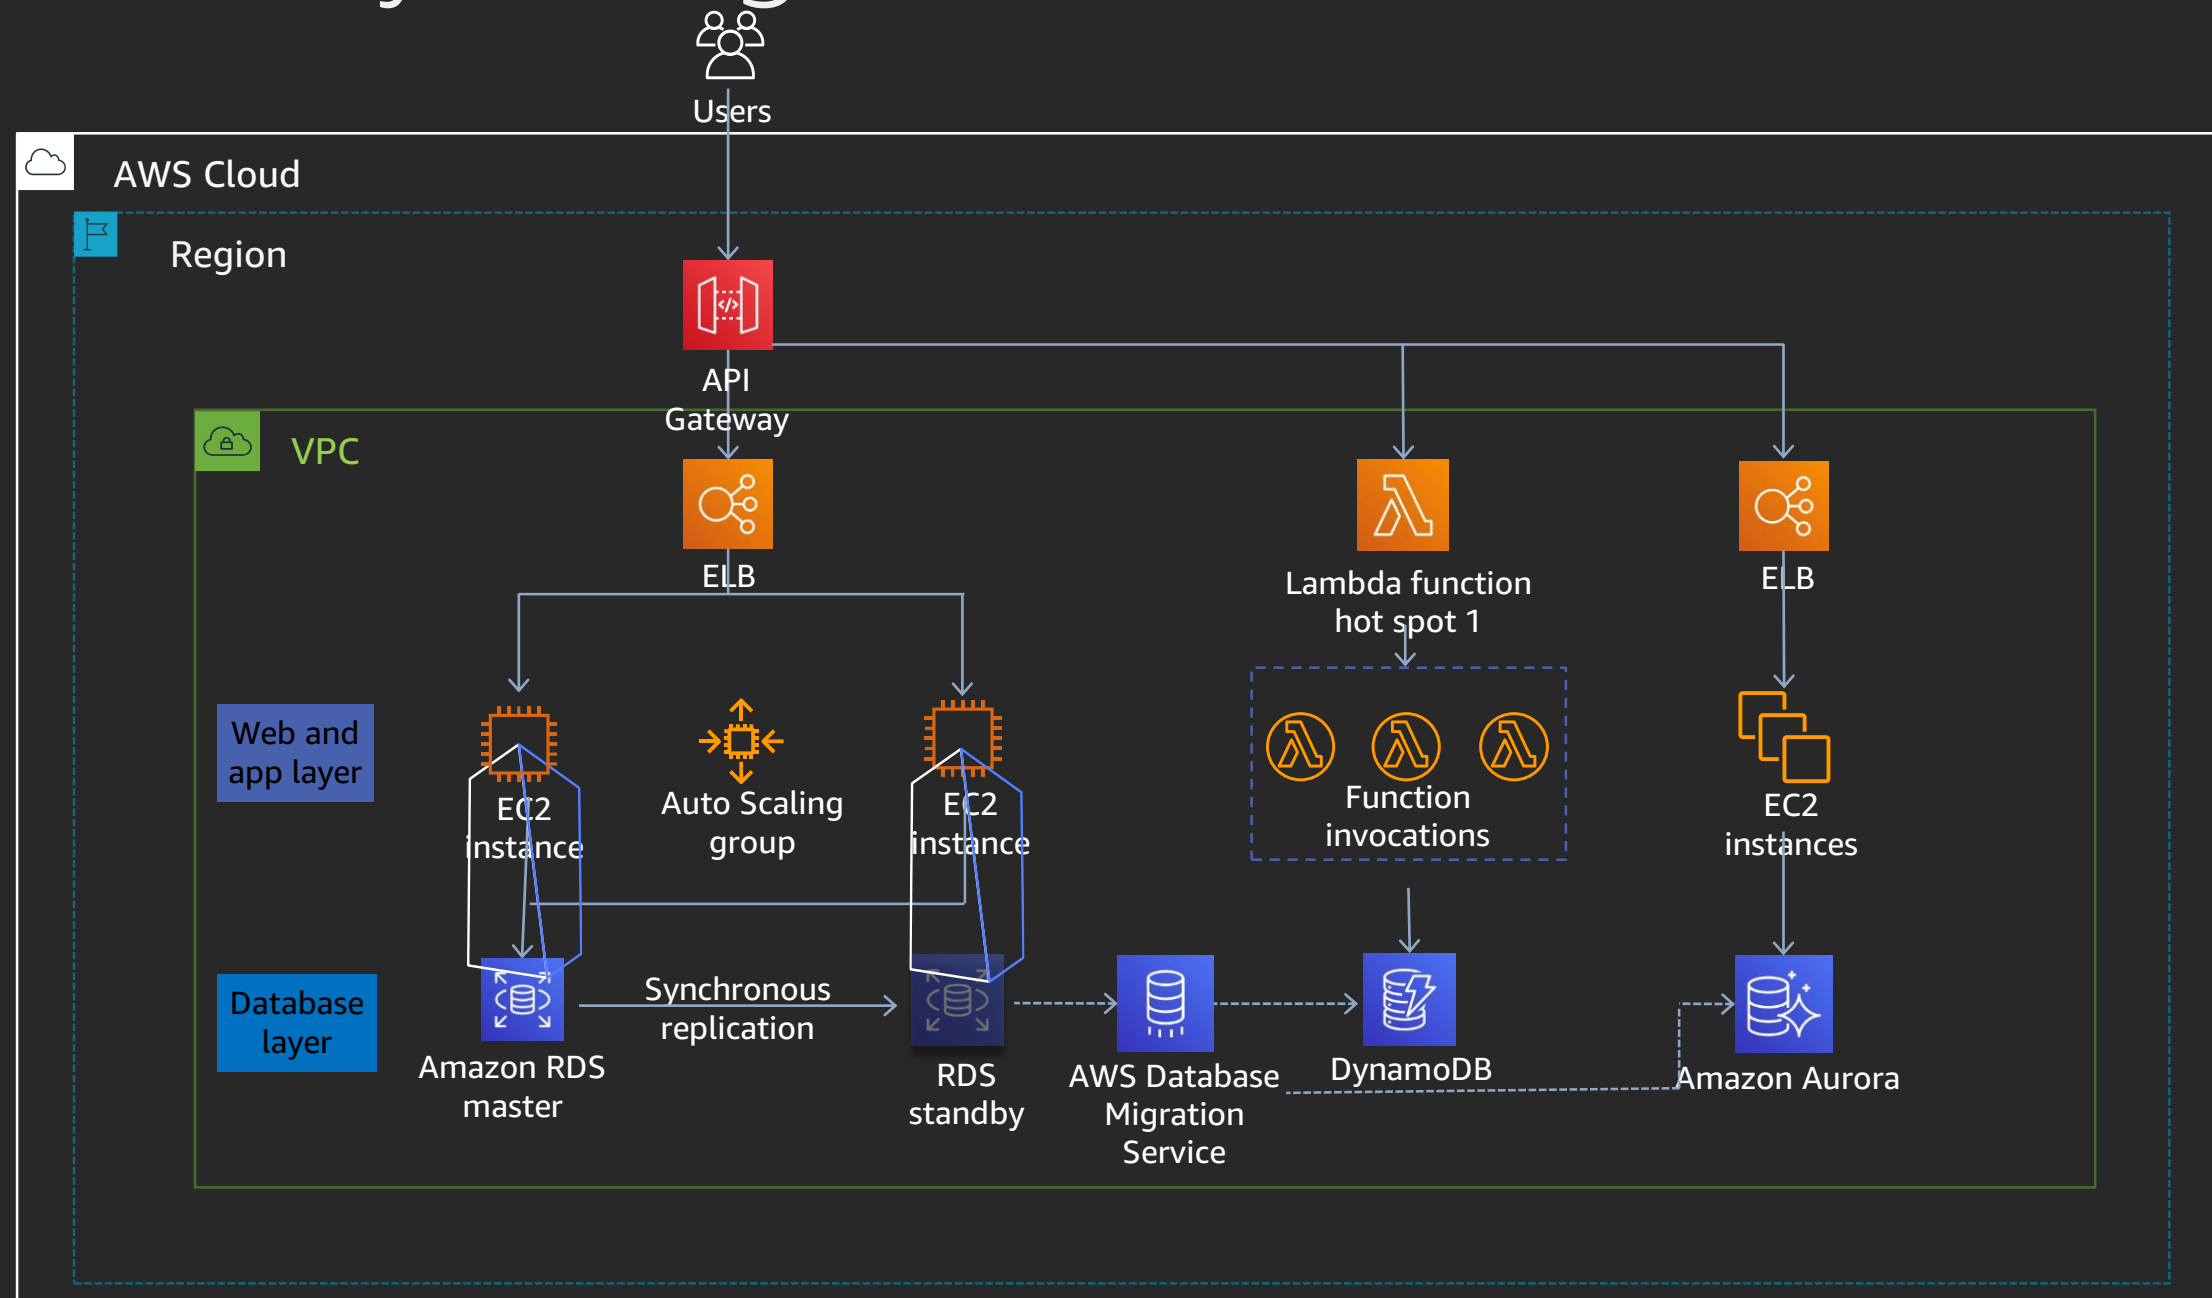 Users
AWS Cloud
Region
API
Gateway
VPC
ELB
Lambda function
hot spot 1
ELB
Web and
app layer
EC2
instance
Auto Scaling
group
EC2
instance
Function
invocations
EC2
instances
Database
layer
Amazon RDS
master
Synchronous
replication
RDS
standby
AWS Database
Migration
Service
DynamoDB
Amazon Aurora